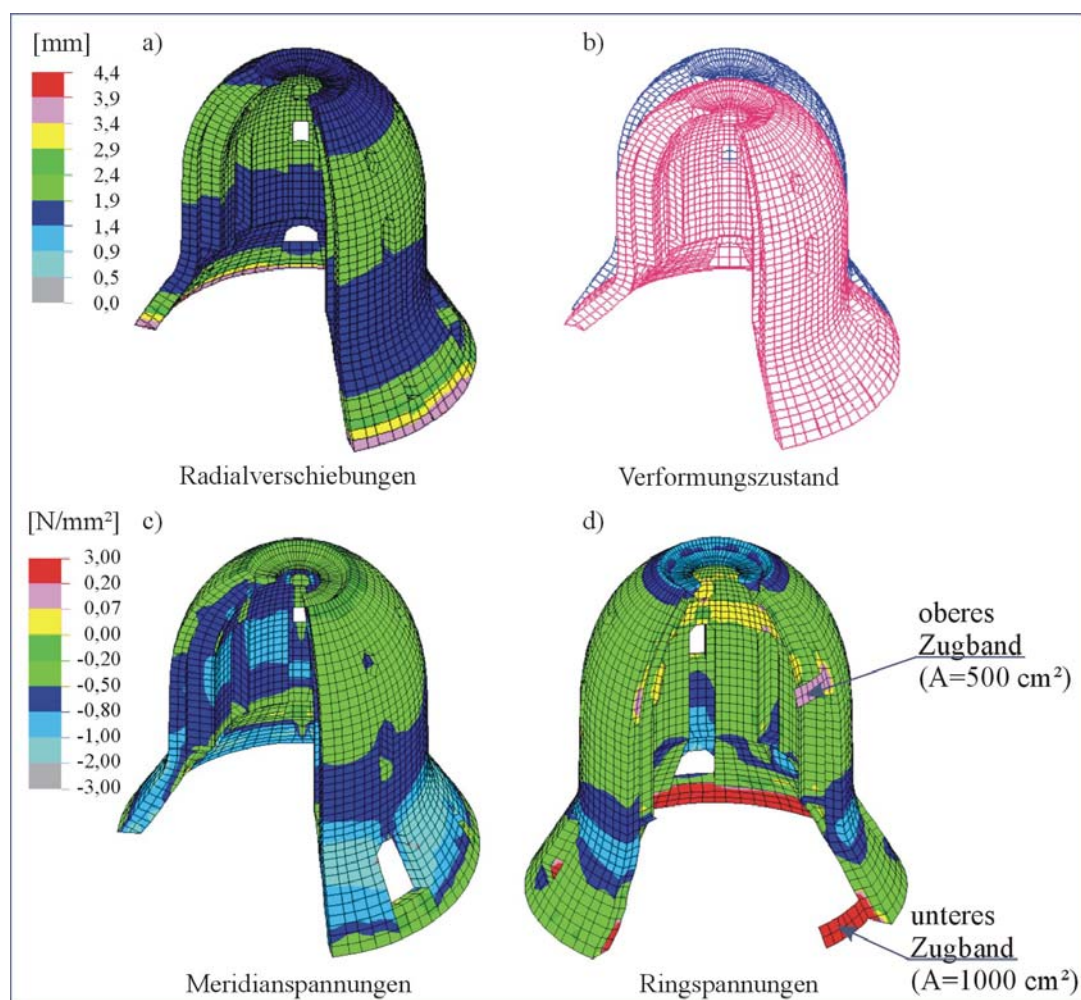 [mm]
a)
b)
4,4
3,9
3,4
2,9
2,4
1,9
1,4
0,9
0,5
0,0
Radialverschiebungen
Verformungszustand
[N/mm²]
c)
d)
3,00
0,20
0,07
0,00
-0,20
-0,50
-0,80
-1,00
-2,00
-3,00
oberes
Zugband
(A=500 cm²)
unteres
Zugband
(A=1000 cm²)
Meridianspannungen
Ringspannungen